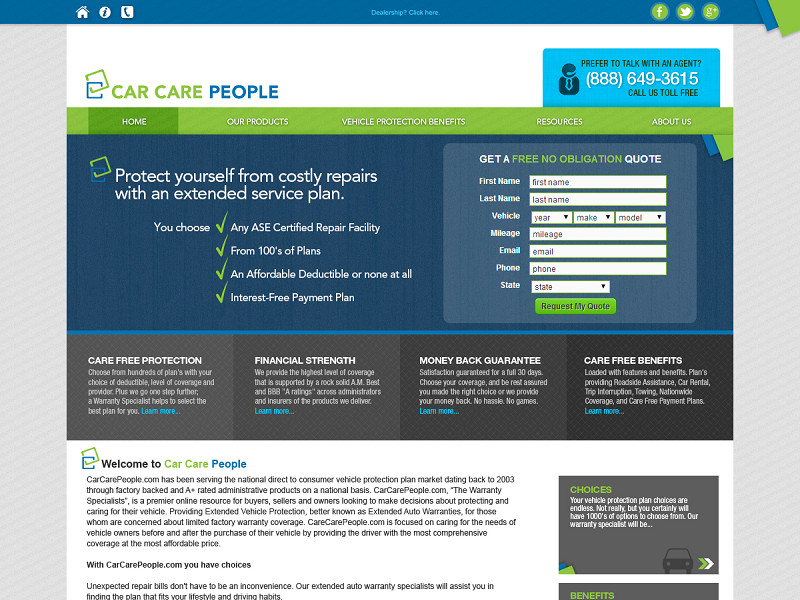 Dealership? Click here.
PREFER TO TALK WITH AN AGENT?
(888) 649-3615
CALL US TOLL FREE
CAR CARE PEOPLE
HOME
OUR PRODUCTS
VEHICLE PROTECTION BENEFITS
RESOURCES
ABOUT US
Protect yourself from costly repairs
with an extended service plan.
You choose Any ASE Certified Repair Facility
From 100's of Plans
An Affordable Deductible or none at all
Interest-Free Payment Plan
GET A FREE NO OBLIGATION QUOTE
First Name first name
Last Name last name
Vehicle year make model
Mileage mileage
Email email
Phone phone
State state
Request My Quote
CARE FREE PROTECTION
Choose from hundreds of plan's with your
choice of deductible, level of coverage and
provider. Plus we go one step further;
a Warranty Specialist helps to select the
best plan for you. Learn more...
FINANCIAL STRENGTH
We provide the highest level of coverage
that is supported by a rock solid A.M. Best
and BBB "A ratings" across administrators
and insurers of the products we deliver.
Learn more...
MONEY BACK GUARANTEE
Satisfaction guaranteed for a full 30 days.
Choose your coverage, and be rest assured
you made the right choice or we provide
your money back. No hassle. No games.
Learn more...
CARE FREE BENEFITS
Loaded with features and benefits. Plan's
providing Roadside Assistance, Car Rental,
Trip Interruption, Towing, Nationwide
Coverage, and Care Free Payment Plans.
Learn more...
Welcome to Car Care People
CarCarePeople.com has been serving the national direct to consumer vehicle protection plan market dating back to 2003
through factory backed and A+ rated administrative products on a national basis. CarCarePeople.com, "The Warranty
Specialists", is a premier online resource for buyers, sellers and owners looking to make decisions about protecting and
caring for their vehicle. Providing Extended Vehicle Protection, better known as Extended Auto Warranties, for those
whom are concerned about limited factory warranty coverage. CareCarePeople.com is focused on caring for the needs of
vehicle owners before and after the purchase of their vehicle by providing the driver with the most comprehensive
coverage at the most affordable price.
With CarCarePeople.com you have choices
Unexpected repair bills don't have to be an inconvenience. Our extended auto warranty specialists will assist you in
finding the plan that fits your lifestyle and driving habits.
CHOICES
Your vehicle protection plan choices are
endless. Not really, but you certainly will
have 1000's of options to choose from. Our
warranty specialist will be...
BENEFITS